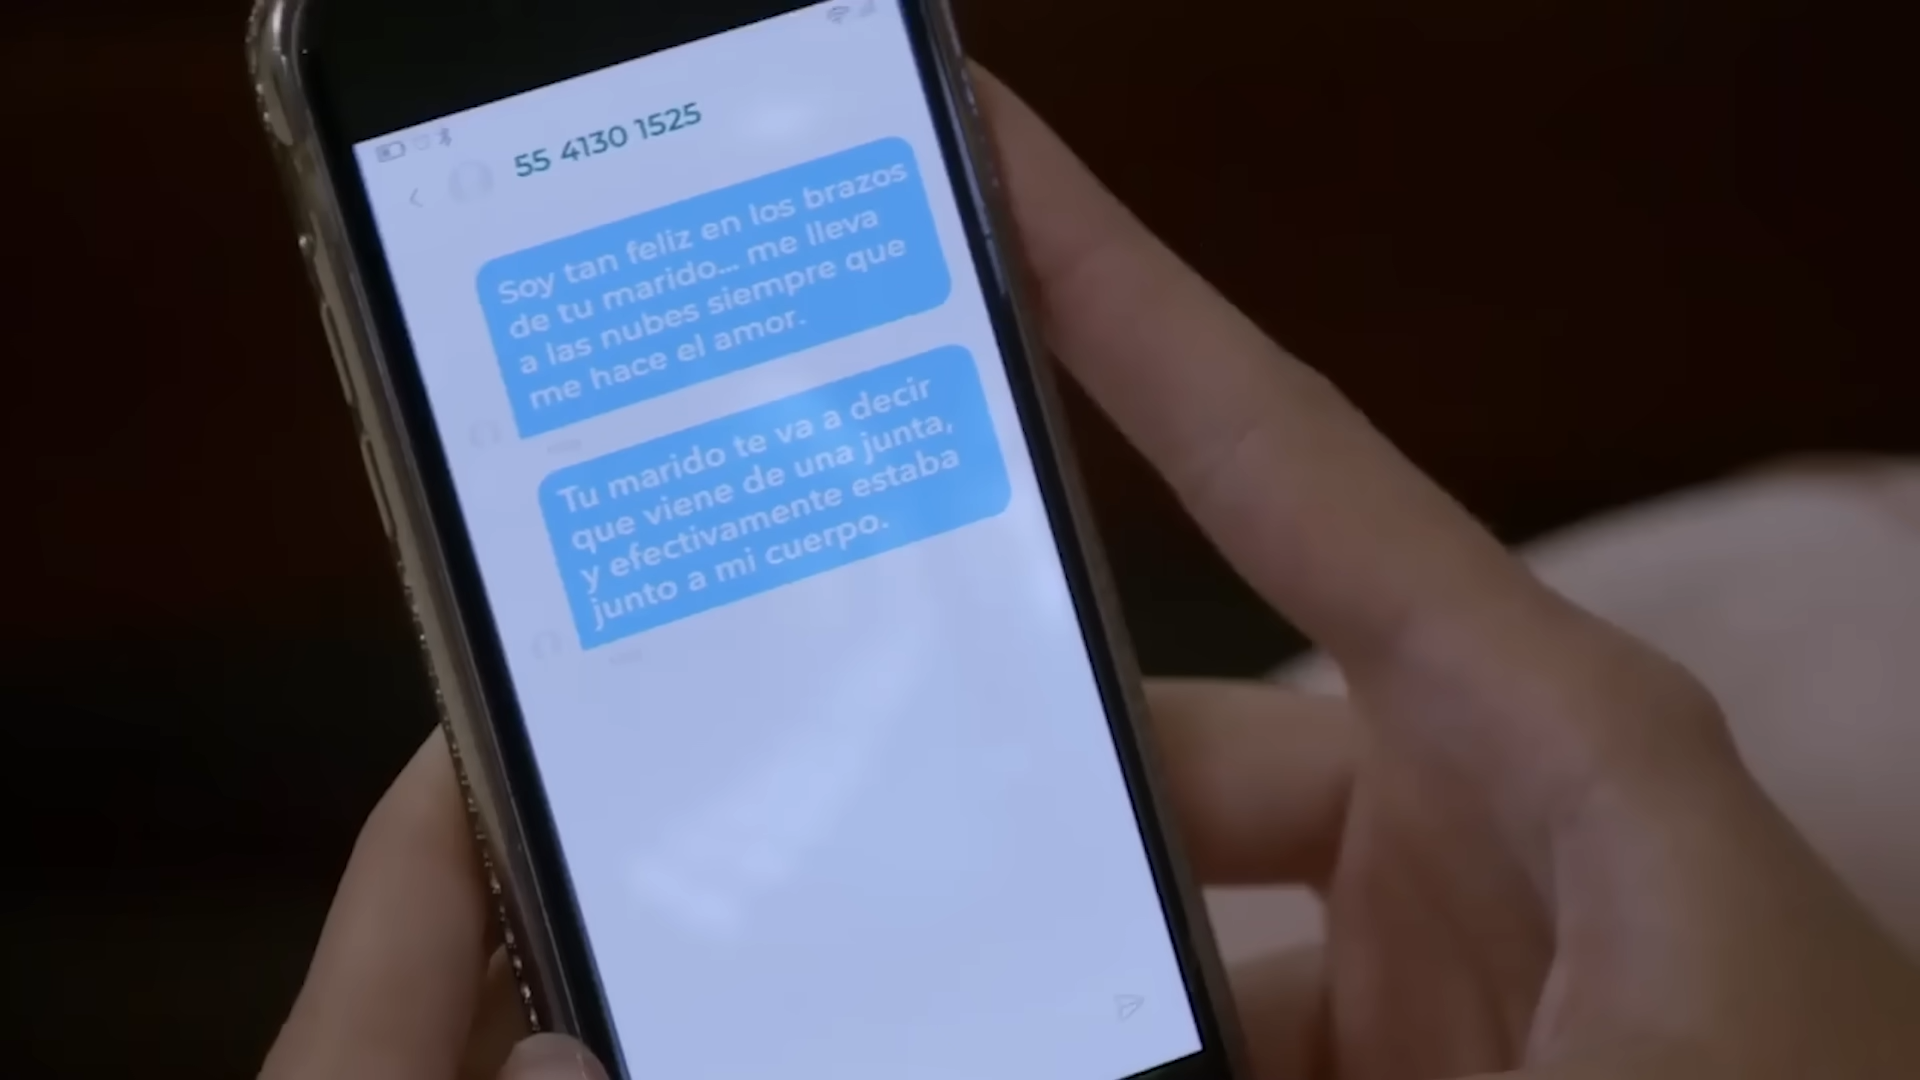 55 4130 1525
Soy tan feliz en los brazos
de tu marido... me lleva
a las nubes siempre que
me hace el amor.
Tu marido te va a decir
que viene de una junta,
y efectivamente estaba
junto a mi cuerpo.